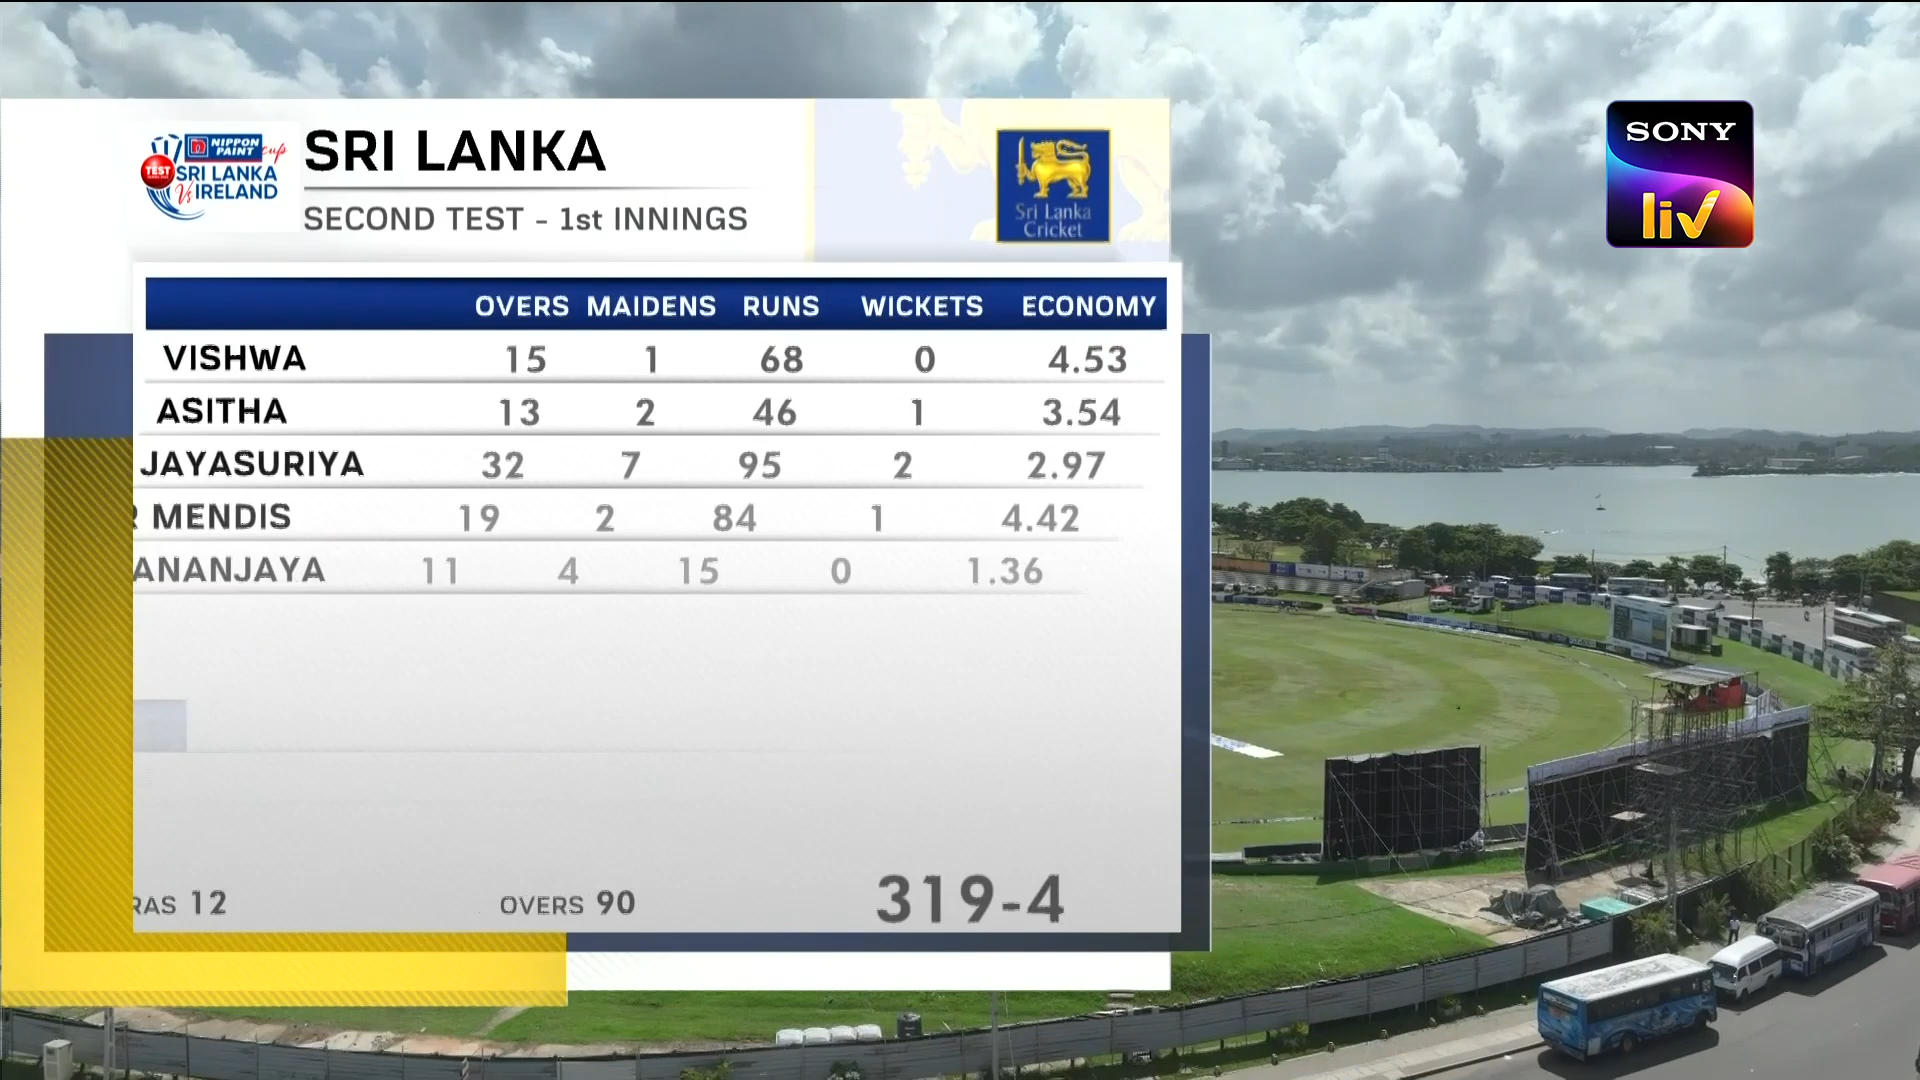 NIPPON PAINT cup
TEST
SRI LANKA
Vs IRELAND
SRI LANKA
SECOND TEST - 1st INNINGS
Sri Lanka
Cricket
SONY
liv
OVERS MAIDENS RUNS WICKETS ECONOMY
VISHWA 15 1 68 0 4.53
ASITHA 13 2 46 1 3.54
JAYASURIYA 32 7 95 2 2.97
R MENDIS 19 2 84 1 4.42
ANANJAYA 11 4 15 0 1.36
RAS 12 OVERS 90 319-4